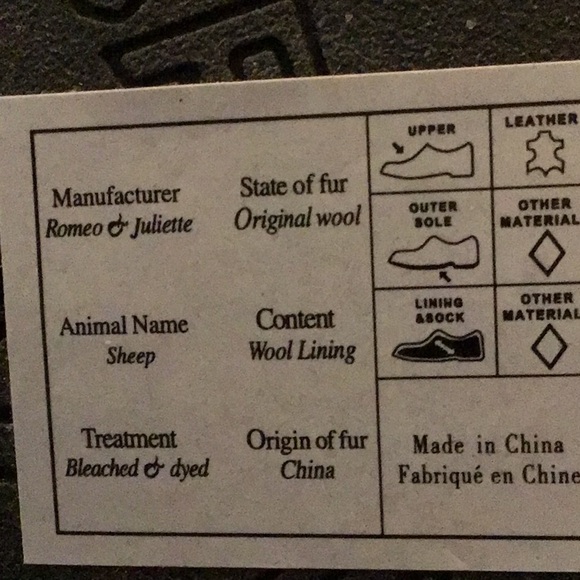 Manufacturer
Romeo & Juliette
State of fur
Original wool
Animal Name
Sheep
Content
Wool Lining
Treatment
Bleached & dyed
Origin of fur
China
UPPER
LEATHER
OUTER
SOLE
OTHER
MATERIAL
LINING
&SOCK
OTHER
MATERIAL
Made in China
Fabriqué en Chine